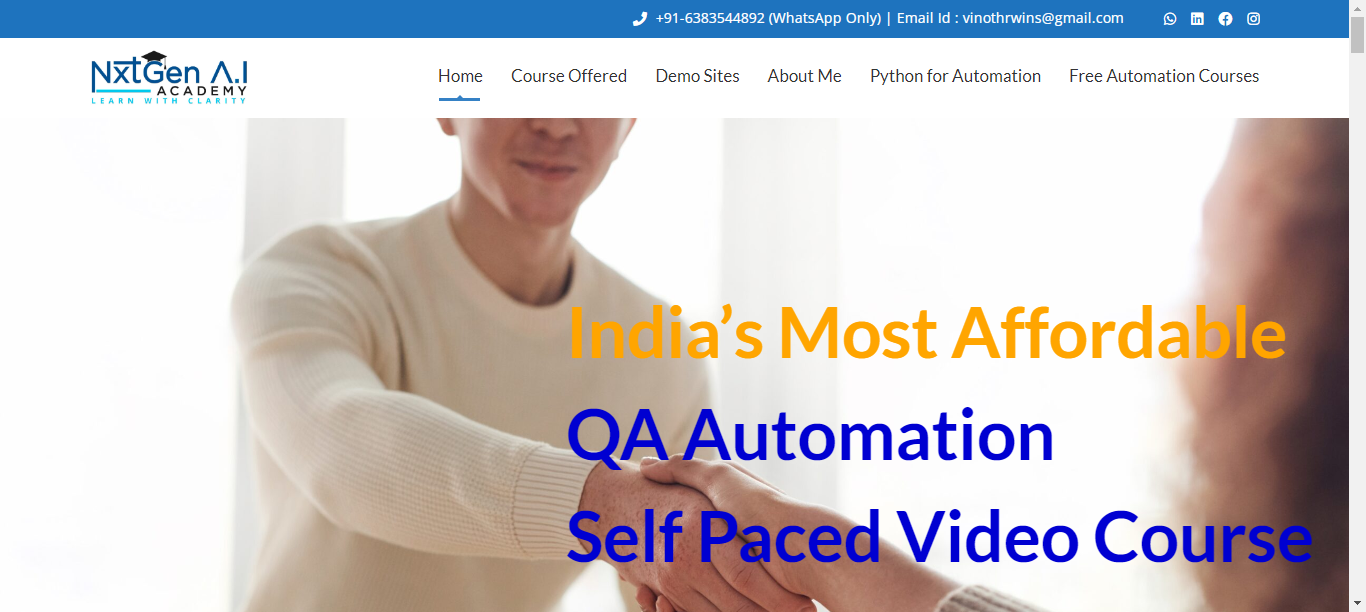 +91-6383544892 (WhatsApp Only) | Email Id : vinothrwins@gmail.com
NxtGen A.I
ACADEMY
LEARN WITH CLARITY
Home Course Offered Demo Sites About Me Python for Automation Free Automation Courses
India’s Most Affordable
QA Automation
Self Paced Video Course